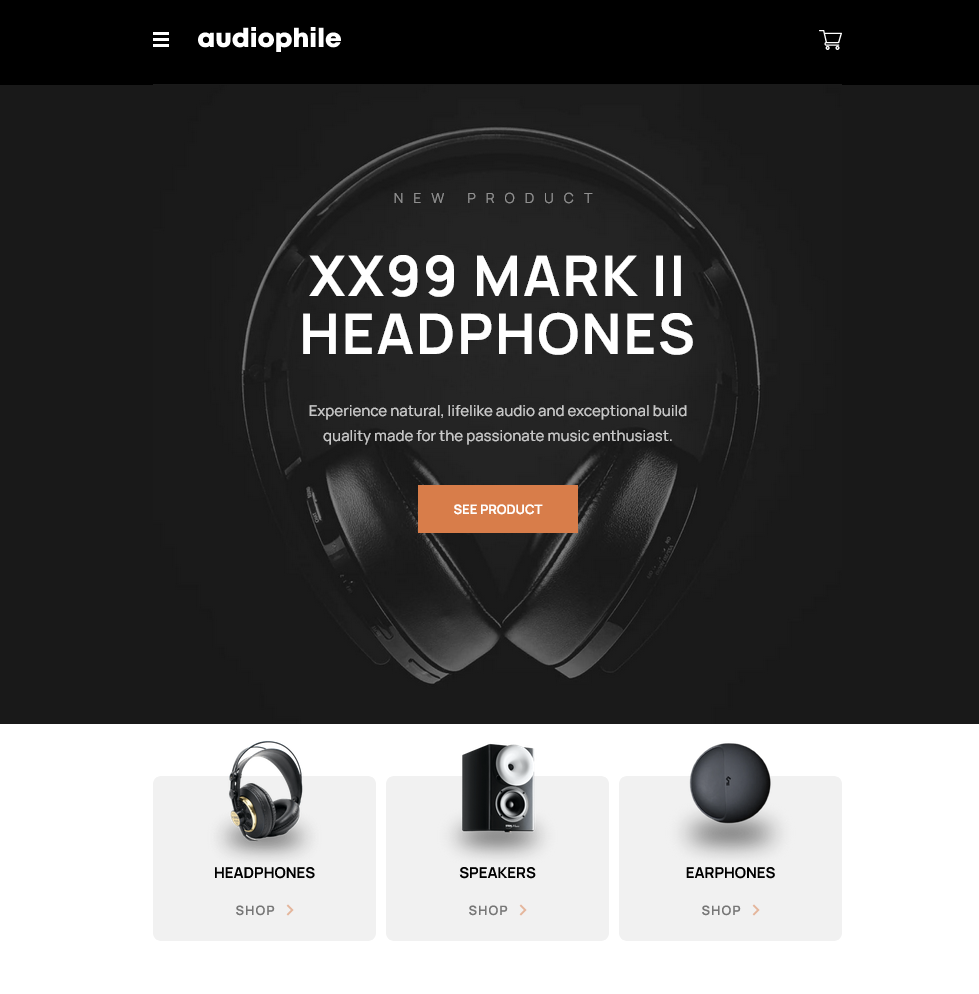 audiophile
NEW PRODUCT
XX99 MARK II
HEADPHONES
Experience natural, lifelike audio and exceptional build
quality made for the passionate music enthusiast.
SEE PRODUCT
HEADPHONES
SPEAKERS
EARPHONES
SHOP
SHOP
SHOP